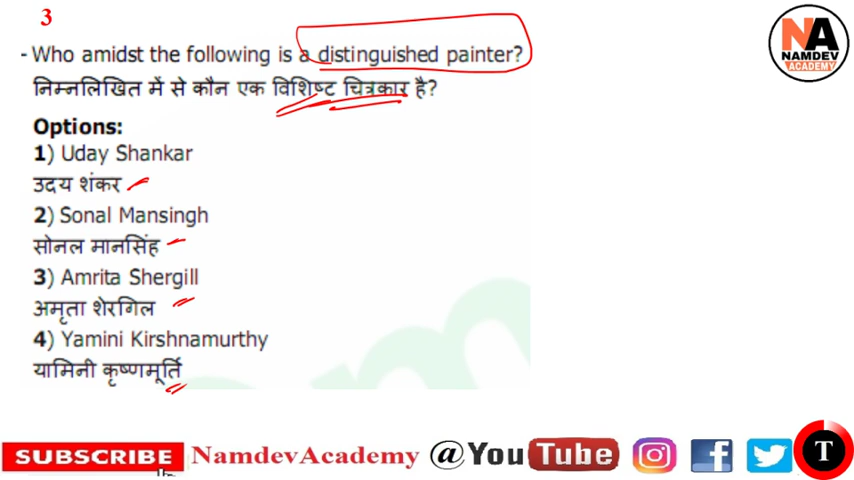 3
NA
NAMDEV
ACADEMY
- Who amidst the following is a distinguished painter?
निम्नलिखित में से कौन एक विशिष्ट चित्रकार है?
Options:
1) Uday Shankar
उदय शंकर
2) Sonal Mansingh
सोनल मानसिंह
3) Amrita Shergill
अमृता शेरगिल
4) Yamini Kirshnamurthy
यामिनी कृष्णमूर्ति
SUBSCRIBE NamdevAcademy @YouTube T